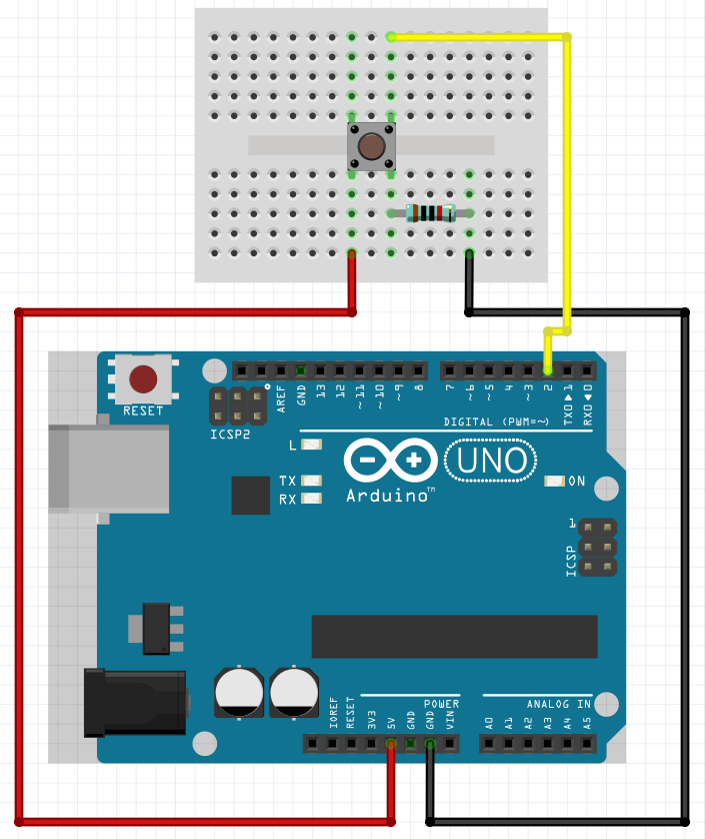 RESET
ICSP2
AREF
GND
13
12
~11
~10
~9
8
7
~6
~5
4
~3
2
TX0▶1
RX0◀0
DIGITAL (PWM=~)
L
TX
RX
UNO
Arduino™
ON
1
ICSP
POWER
ANALOG IN
IOREF
RESET
3V3
5V
GND
GND
VIN
A0
A1
A2
A3
A4
A5